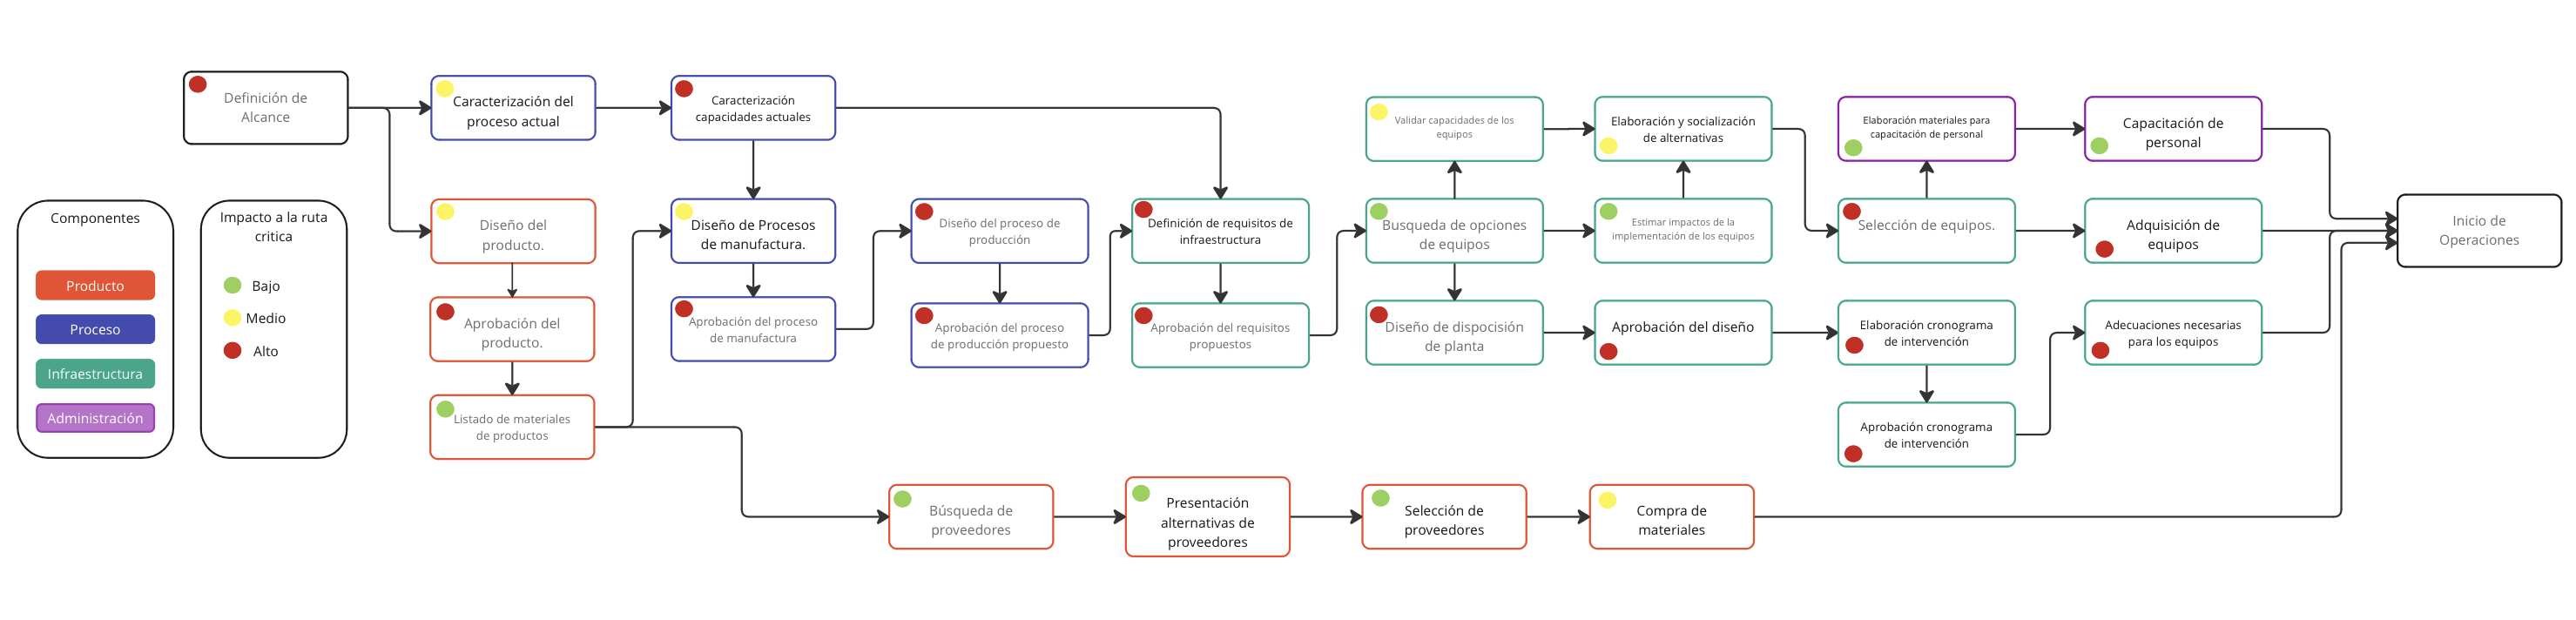 Definición de
Alcance
Caracterización del
proceso actual
Caracterización
capacidades actuales
Validar capacidades de los
equipos
Elaboración y socialización
de alternativas
Elaboración materiales para
capacitación de personal
Capacitación de
personal
Componentes
Producto
Proceso
Infraestructura
Administración
Impacto a la ruta
critica
Bajo
Medio
Alto
Diseño del
producto.
Diseño de Procesos
de manufactura.
Diseño del proceso de
producción
Definición de requisitos de
infraestructura
Busqueda de opciones
de equipos
Estimar impactos de la
implementación de los equipos
Selección de equipos.
Adquisición de
equipos
Inicio de
Operaciones
Aprobación del
producto.
Aprobación del proceso
de manufactura
Aprobación del proceso
de producción propuesto
Aprobación del requisitos
propuestos
Diseño de dispocisión
de planta
Aprobación del diseño
Elaboración cronograma
de intervención
Adecuaciones necesarias
para los equipos
Listado de materiales
de productos
Aprobación cronograma
de intervención
Búsqueda de
proveedores
Presentación
alternativas de
proveedores
Selección de
proveedores
Compra de
materiales